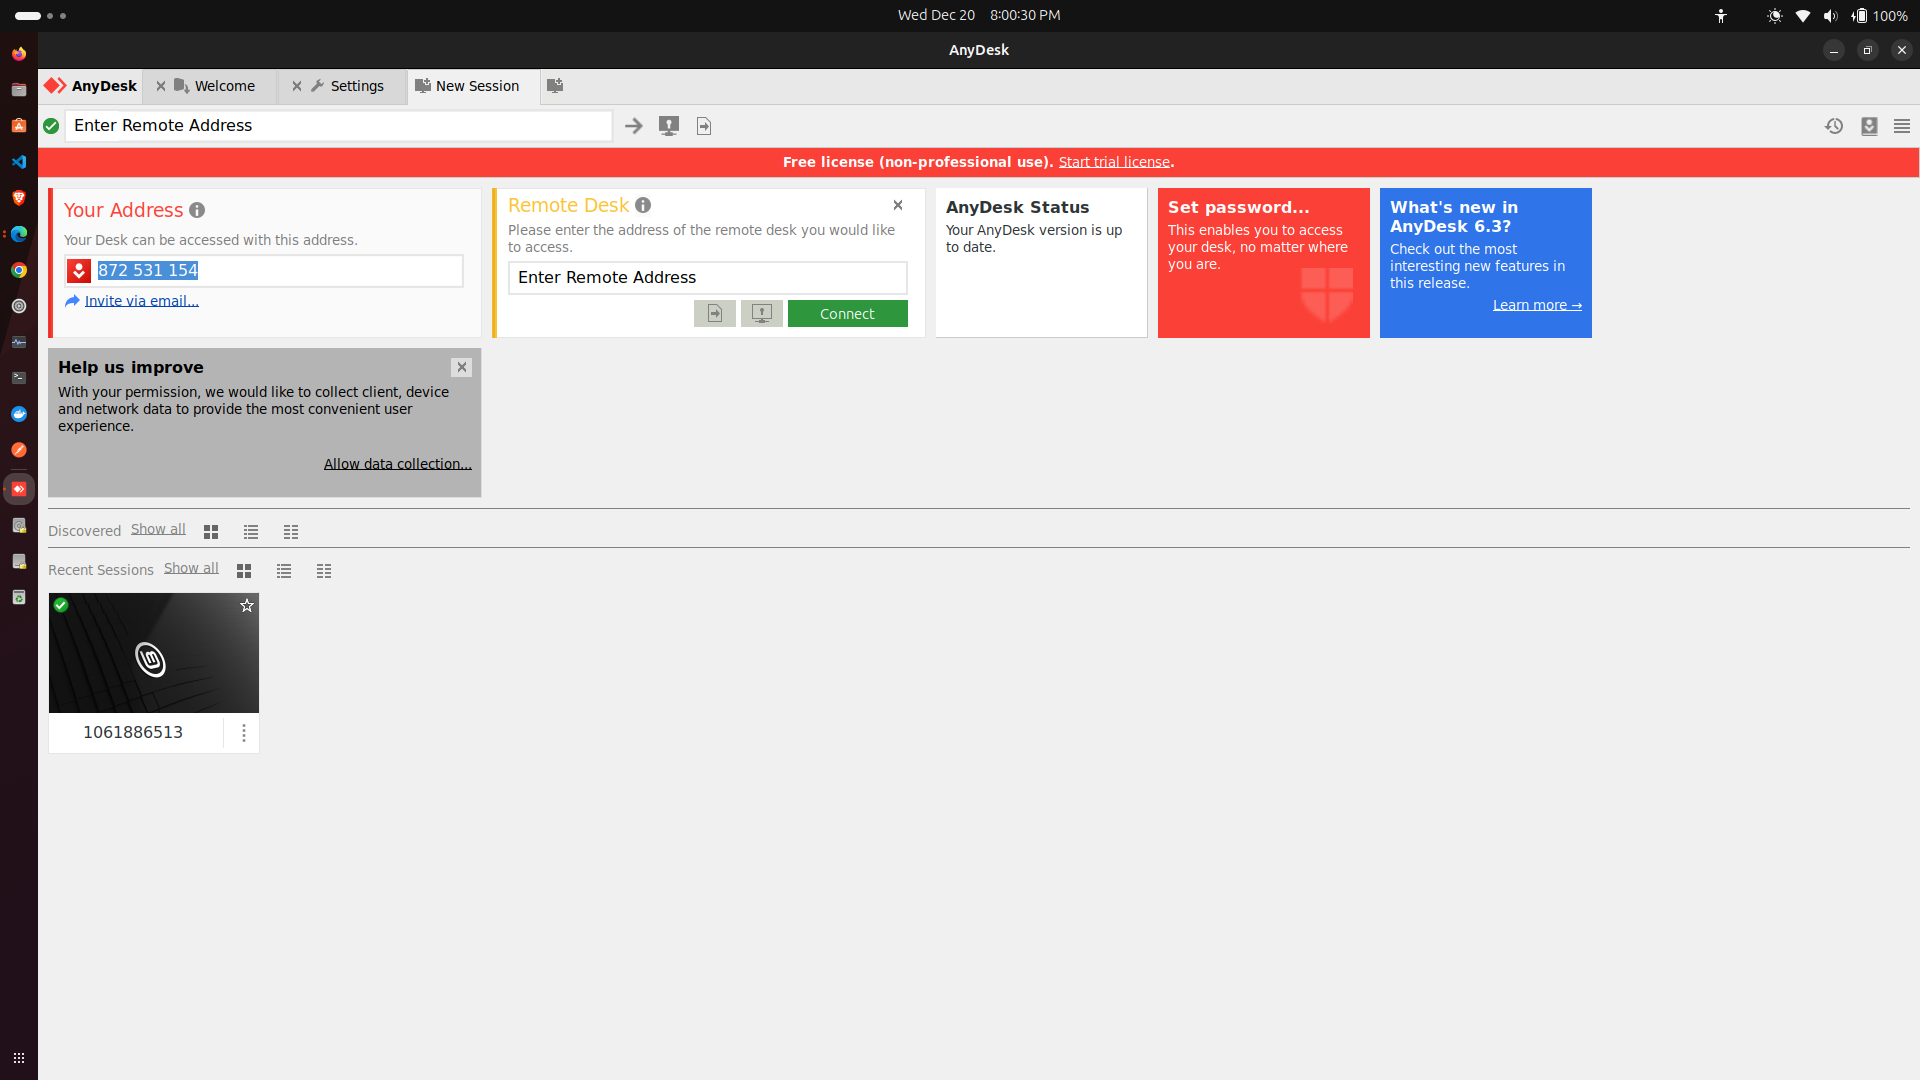 Wed Dec 20 8:00:30 PM
100%
AnyDesk
AnyDesk
Welcome
Settings
New Session
Enter Remote Address
Free license (non-professional use). Start trial license.
Your Address
Your Desk can be accessed with this address.
872 531 154
Invite via email...
Remote Desk
Please enter the address of the remote desk you would like
to access.
Enter Remote Address
Connect
AnyDesk Status
Your AnyDesk version is up
to date.
Set password...
This enables you to access
your desk, no matter where
you are.
What's new in
AnyDesk 6.3?
Check out the most
interesting new features in
this release.
Learn more →
Help us improve
With your permission, we would like to collect client, device
and network data to provide the most convenient user
experience.
Allow data collection...
Discovered Show all
Recent Sessions Show all
1061886513